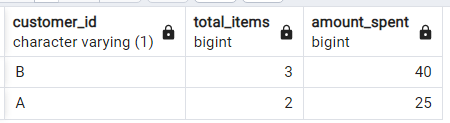 customer_id total_items amount_spent
character varying (1) bigint bigint
B 3 40
A 2 25